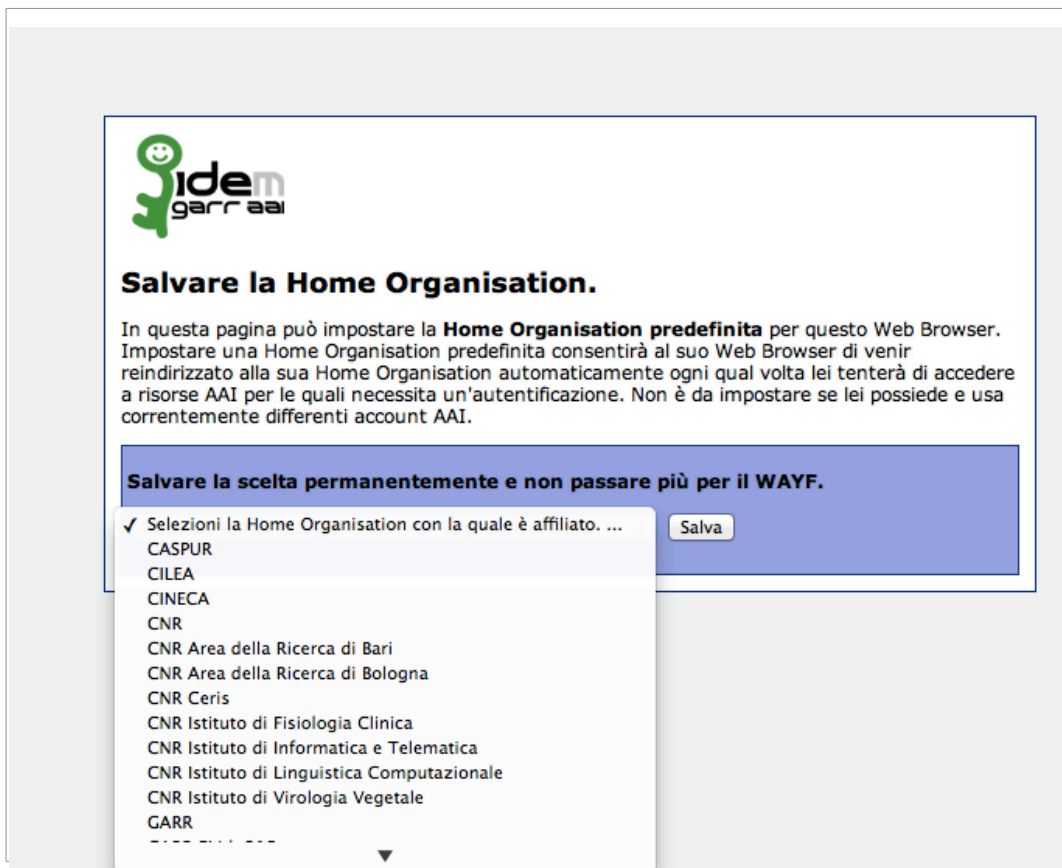 idem
garr aai
Salvare la Home Organisation.
In questa pagina può impostare la Home Organisation predefinita per questo Web Browser.
Impostare una Home Organisation predefinita consentirà al suo Web Browser di venir
reindirizzato alla sua Home Organisation automaticamente ogni qual volta lei tenterà di accedere
a risorse AAI per le quali necessita un'autentificazione. Non è da impostare se lei possiede e usa
correntemente differenti account AAI.
Salvare la scelta permanentemente e non passare più per il WAYF.
✓ Selezioni la Home Organisation con la quale è affiliato. ... Salva
CASPUR
CILEA
CINECA
CNR
CNR Area della Ricerca di Bari
CNR Area della Ricerca di Bologna
CNR Ceris
CNR Istituto di Fisiologia Clinica
CNR Istituto di Informatica e Telematica
CNR Istituto di Linguistica Computazionale
CNR Istituto di Virologia Vegetale
GARR